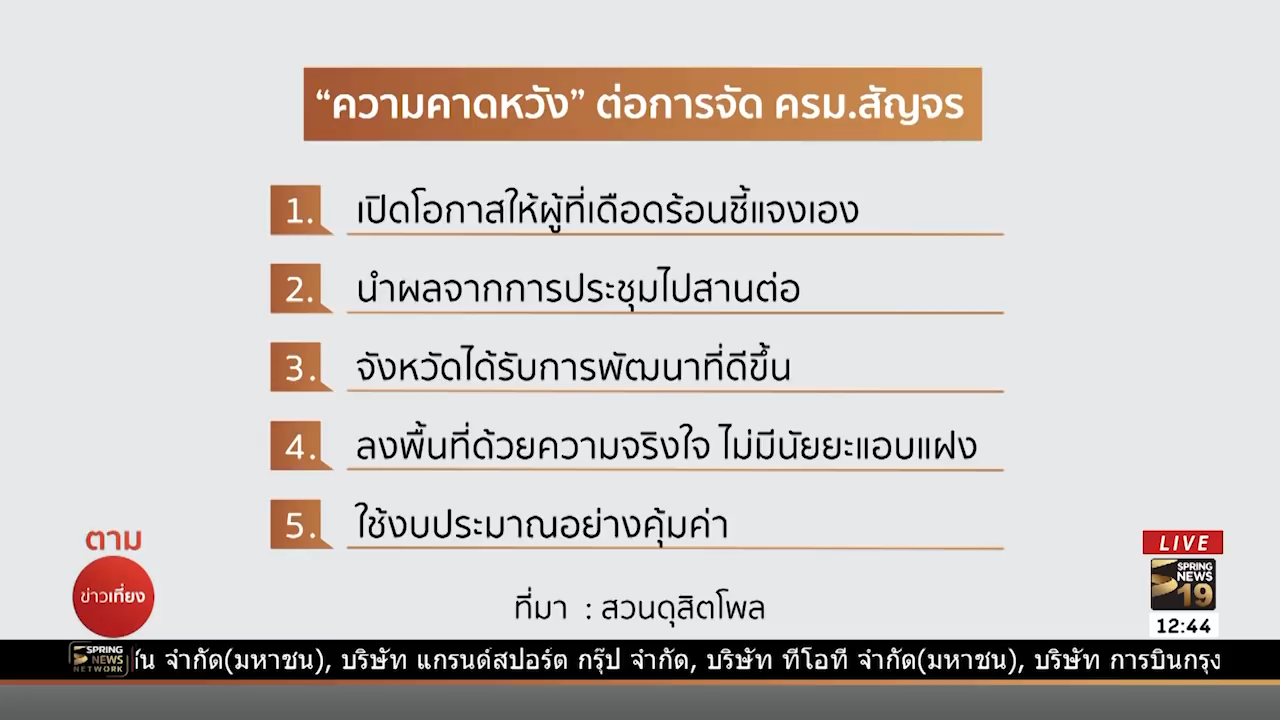 “ความคาดหวัง” ต่อการจัด ครม.สัญจร
1. เปิดโอกาสให้ผู้ที่เดือดร้อนชี้แจงเอง
2. นำผลจากการประชุมไปสานต่อ
3. จังหวัดได้รับการพัฒนาที่ดีขึ้น
4. ลงพื้นที่ด้วยความจริงใจ ไม่มีนัยยะแอบแฝง
5. ใช้งบประมาณอย่างคุ้มค่า
ที่มา : สวนดุสิตโพล
ตาม
ข่าวเที่ยง
LIVE
SPRING
NEWS
19
12:44
SPRING
NEWS
NETWORK
จำกัด(มหาชน), บริษัท แกรนด์สปอร์ต กรุ๊ป จำกัด, บริษัท ทีโอที จำกัด(มหาชน), บริษัท การบินกรุง